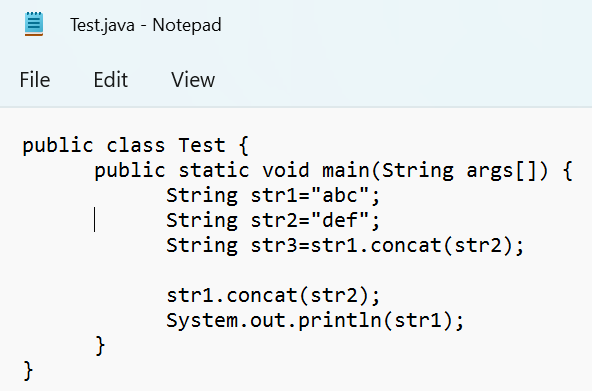 Test.java - Notepad
File Edit View
public class Test {
public static void main(String args[]) {
String str1="abc";
String str2="def";
String str3=str1.concat(str2);
str1.concat(str2);
System.out.println(str1);
}
}